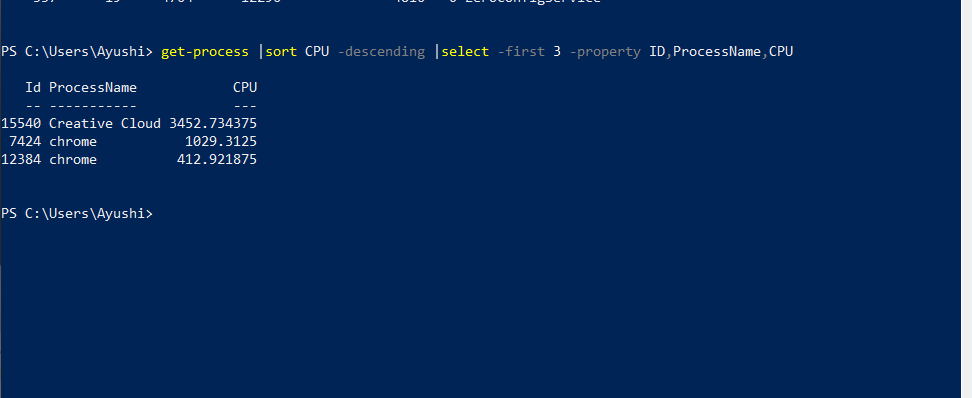 PS C:\Users\Ayushi> get-process |sort CPU -descending |select -first 3 -property ID,ProcessName,CPU
Id ProcessName CPU
-- ----------- ---
15540 Creative Cloud 3452.734375
7424 chrome 1029.3125
12384 chrome 412.921875
PS C:\Users\Ayushi>